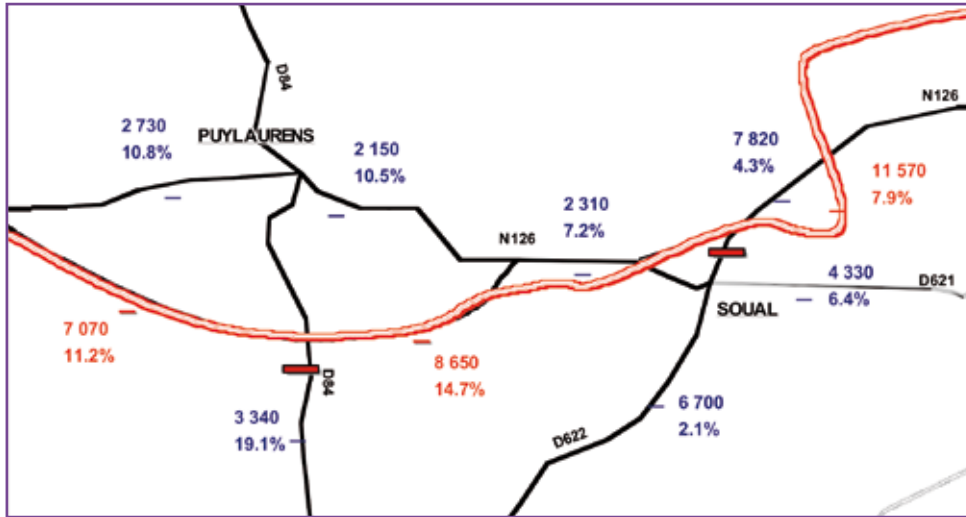 D84
N126
2 730
10.8%
PUYLAURENS
2 150
10.5%
7 820
4.3%
11 570
7.9%
2 310
7.2%
N126
4 330
6.4%
D621
SOUAL
7 070
11.2%
8 650
14.7%
D84
3 340
19.1%
6 700
2.1%
D622